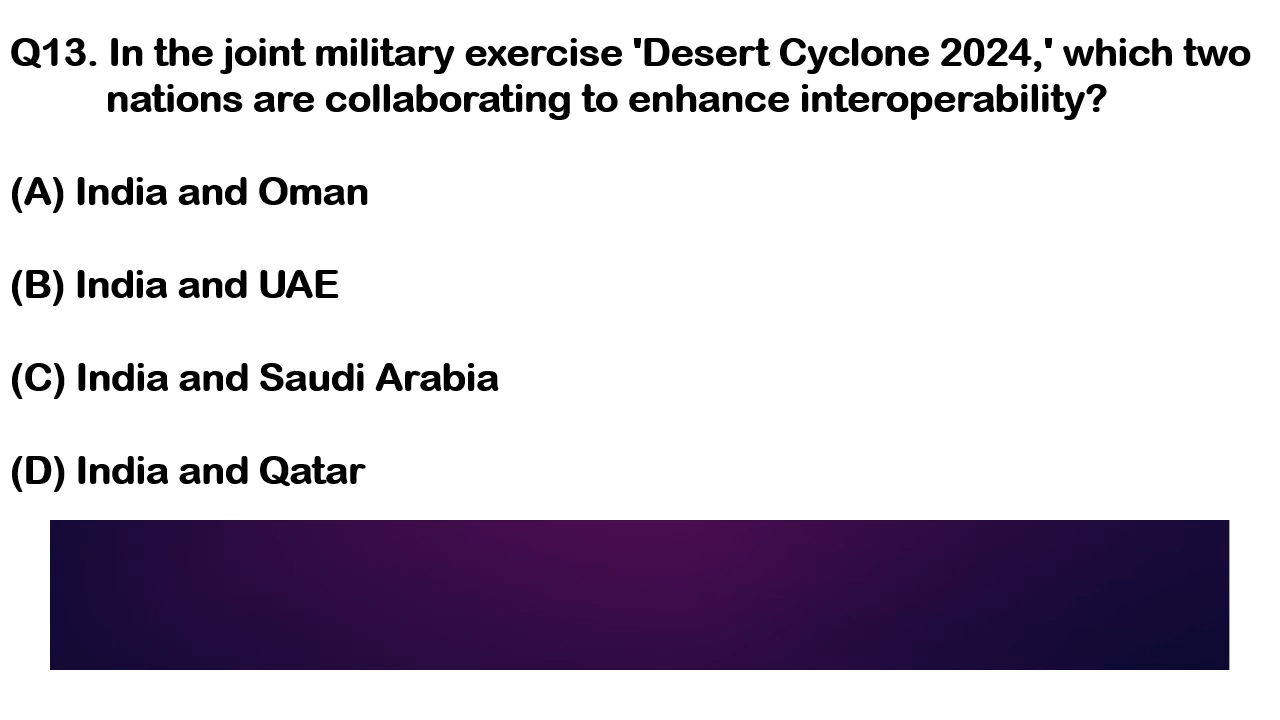 Q13. In the joint military exercise 'Desert Cyclone 2024,' which two
nations are collaborating to enhance interoperability?
(A) India and Oman
(B) India and UAE
(C) India and Saudi Arabia
(D) India and Qatar